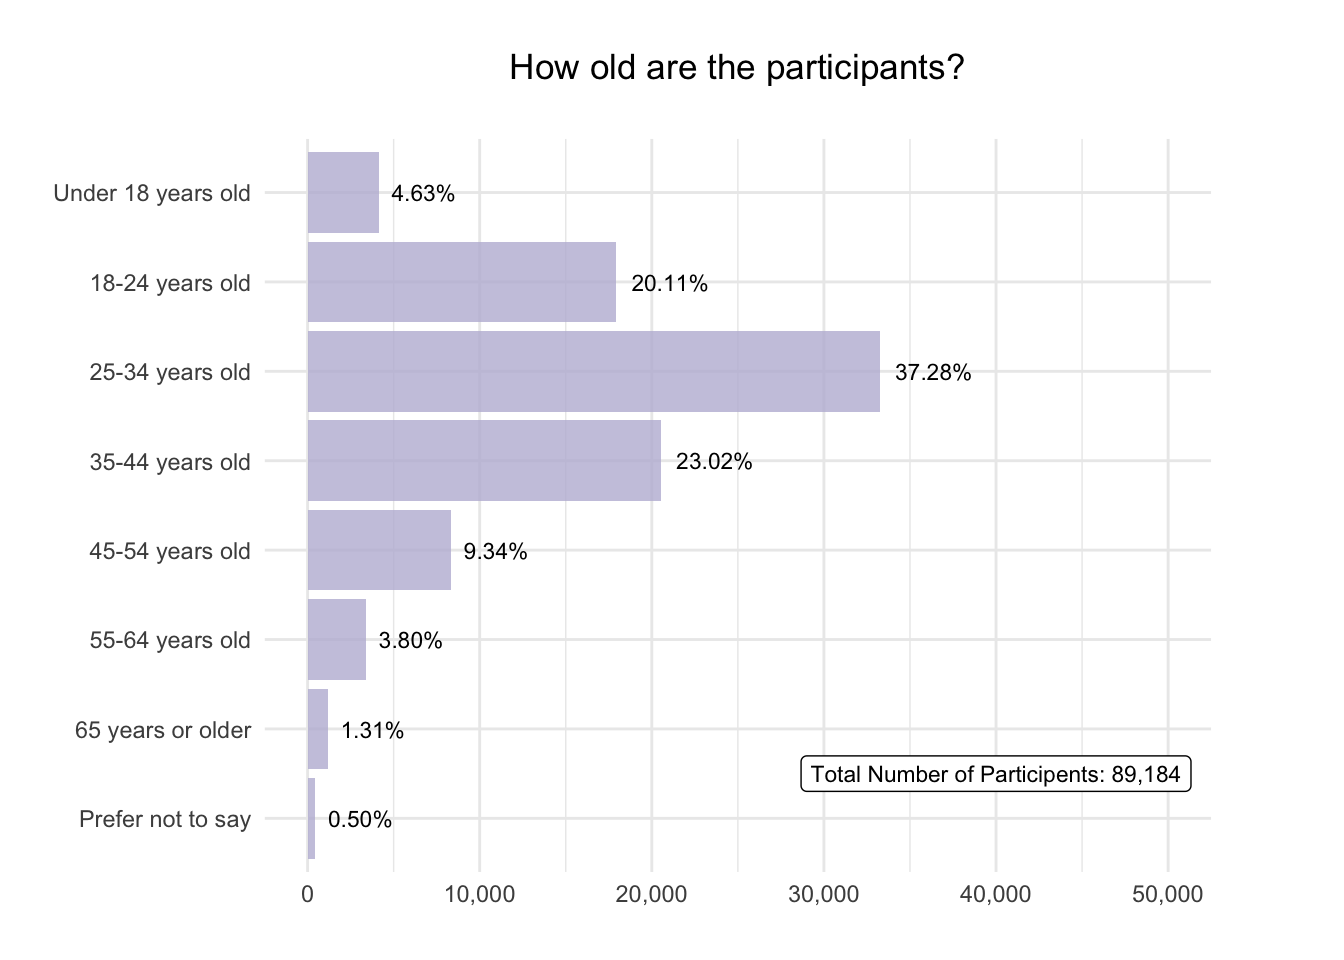 How old are the participants?
Under 18 years old 4.63%
18-24 years old 20.11%
25-34 years old 37.28%
35-44 years old 23.02%
45-54 years old 9.34%
55-64 years old 3.80%
65 years or older 1.31%
Total Number of Participents: 89,184
Prefer not to say 0.50%
0 10,000 20,000 30,000 40,000 50,000